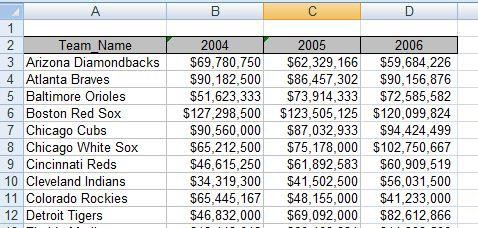 A B C D
1
2 Team_Name 2004 2005 2006
3 Arizona Diamondbacks $69,780,750 $62,329,166 $59,684,226
4 Atlanta Braves $90,182,500 $86,457,302 $90,156,876
5 Baltimore Orioles $51,623,333 $73,914,333 $72,585,582
6 Boston Red Sox $127,298,500 $123,505,125 $120,099,824
7 Chicago Cubs $90,560,000 $87,032,933 $94,424,499
8 Chicago White Sox $65,212,500 $75,178,000 $102,750,667
9 Cincinnati Reds $46,615,250 $61,892,583 $60,909,519
10 Cleveland Indians $34,319,300 $41,502,500 $56,031,500
11 Colorado Rockies $65,445,167 $48,155,000 $41,233,000
12 Detroit Tigers $46,832,000 $69,092,000 $82,612,866